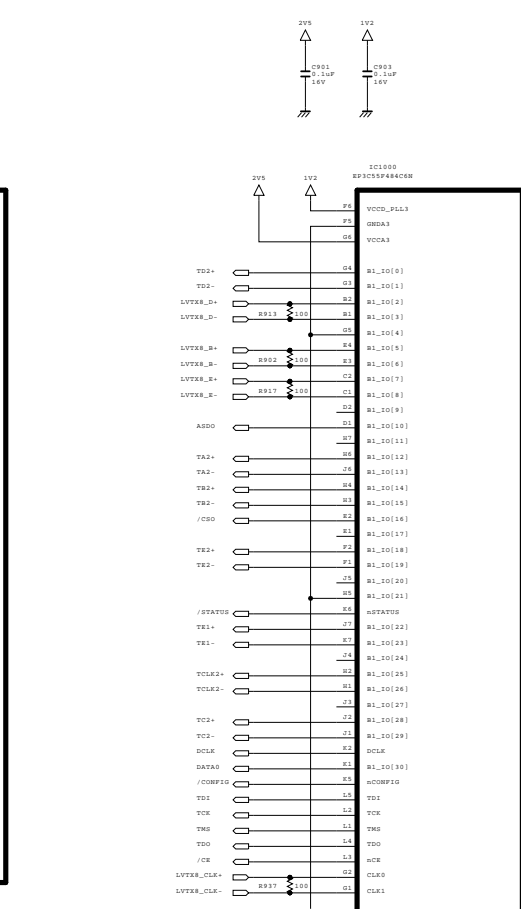 2V5 1V2
C901 C903
0.1uF 0.1uF
16V 16V
IC1000
EP3C55F484C6N
2V5 1V2
F6 VCCD_PLL3
F5 GNDA3
G6 VCCA3
TD2+ G4 B1_IO[0]
TD2- G3 B1_IO[1]
LVTX8_D+ B2 B1_IO[2]
LVTX8_D- R913 100 B1 B1_IO[3]
G5 B1_IO[4]
LVTX8_B+ E4 B1_IO[5]
LVTX8_B- R902 100 E3 B1_IO[6]
LVTX8_E+ C2 B1_IO[7]
LVTX8_E- R917 100 C1 B1_IO[8]
D2 B1_IO[9]
ASDO D1 B1_IO[10]
H7 B1_IO[11]
TA2+ H6 B1_IO[12]
TA2- J6 B1_IO[13]
TB2+ H4 B1_IO[14]
TB2- H3 B1_IO[15]
/CSO E2 B1_IO[16]
E1 B1_IO[17]
TE2+ F2 B1_IO[18]
TE2- F1 B1_IO[19]
J5 B1_IO[20]
H5 B1_IO[21]
/STATUS K6 nSTATUS
TE1+ J7 B1_IO[22]
TE1- K7 B1_IO[23]
J4 B1_IO[24]
TCLK2+ H2 B1_IO[25]
TCLK2- H1 B1_IO[26]
J3 B1_IO[27]
TC2+ J2 B1_IO[28]
TC2- J1 B1_IO[29]
DCLK K2 DCLK
DATA0 K1 B1_IO[30]
/CONFIG K5 nCONFIG
TDI L5 TDI
TCK L2 TCK
TMS L1 TMS
TDO L4 TDO
/CE L3 nCE
LVTX8_CLK+ G2 CLK0
LVTX8_CLK- R937 100 G1 CLK1